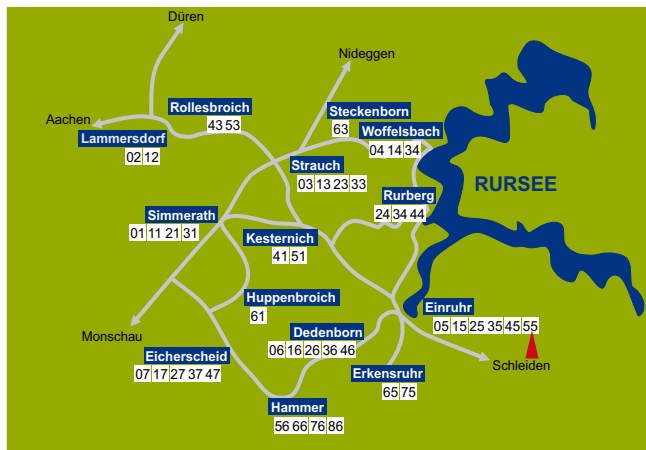 Düren
Nideggen
Aachen
Rollesbroich
43 53
Steckenborn
63
Lammersdorf
02 12
Woffelsbach
04 14 34
Strauch
03 13 23 33
RURSEE
Rurberg
24 34 44
Simmerath
01 11 21 31
Kesternich
41 51
Huppenbroich
61
Einruhr
05 15 25 35 45 55
Monschau
Dedenborn
06 16 26 36 46
Eicherscheid
07 17 27 37 47
Schleiden
Erkensruhr
65 75
Hammer
56 66 76 86